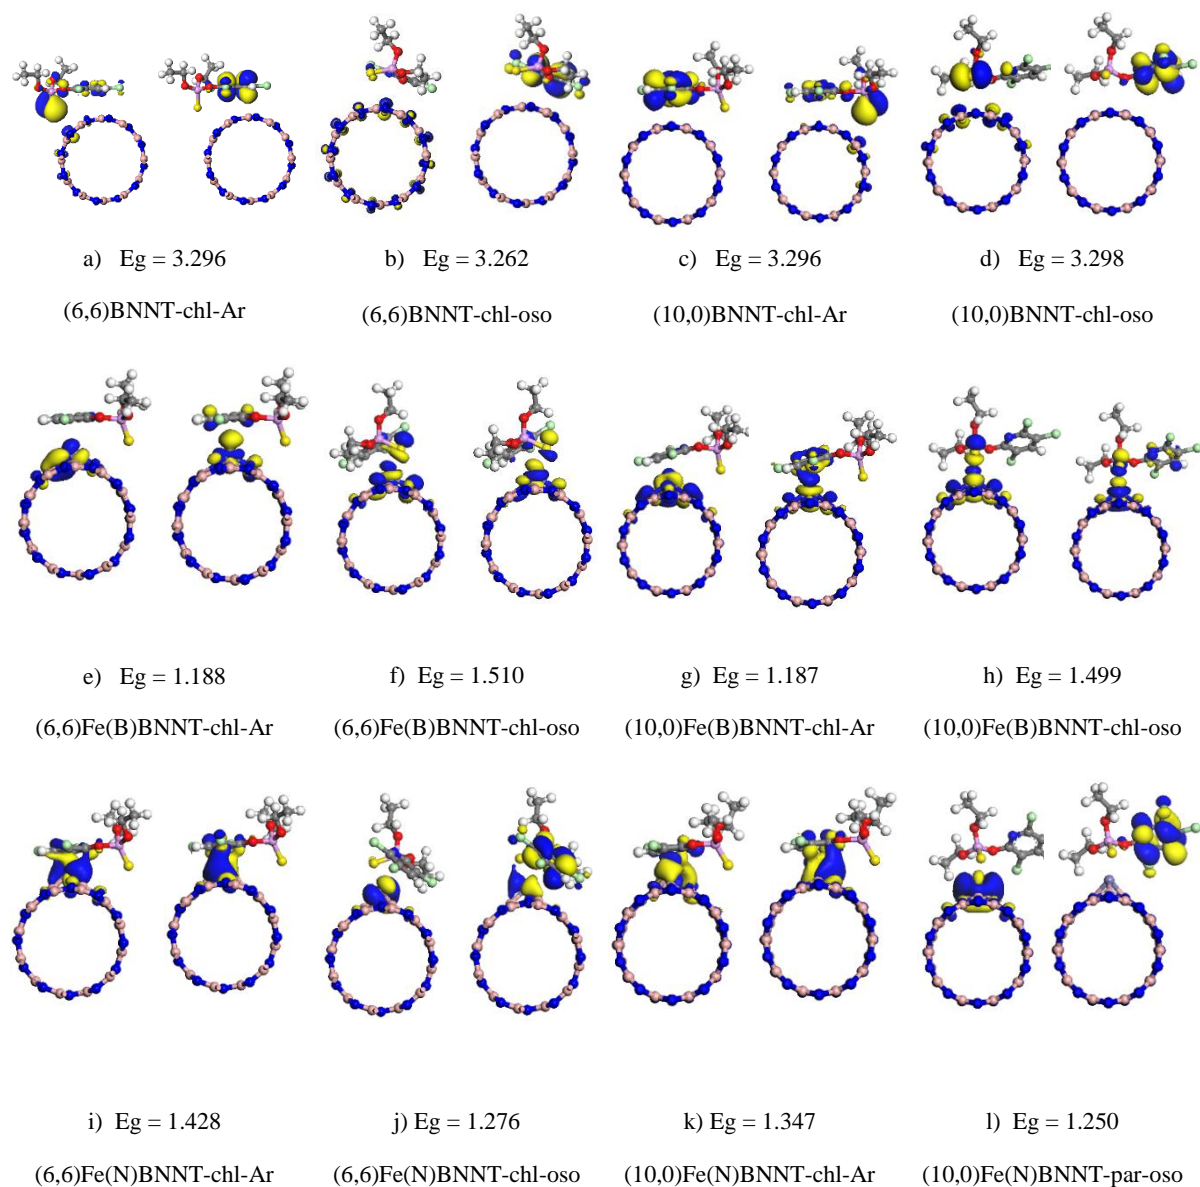 a) Eg = 3.296 b) Eg = 3.262 c) Eg = 3.296 d) Eg = 3.298
(6,6)BNNT-chl-Ar (6,6)BNNT-chl-oso (10,0)BNNT-chl-Ar (10,0)BNNT-chl-oso
e) Eg = 1.188 f) Eg = 1.510 g) Eg = 1.187 h) Eg = 1.499
(6,6)Fe(B)BNNT-chl-Ar (6,6)Fe(B)BNNT-chl-oso (10,0)Fe(B)BNNT-chl-Ar (10,0)Fe(B)BNNT-chl-oso
i) Eg = 1.428 j) Eg = 1.276 k) Eg = 1.347 l) Eg = 1.250
(6,6)Fe(N)BNNT-chl-Ar (6,6)Fe(N)BNNT-chl-oso (10,0)Fe(N)BNNT-chl-Ar (10,0)Fe(N)BNNT-par-oso